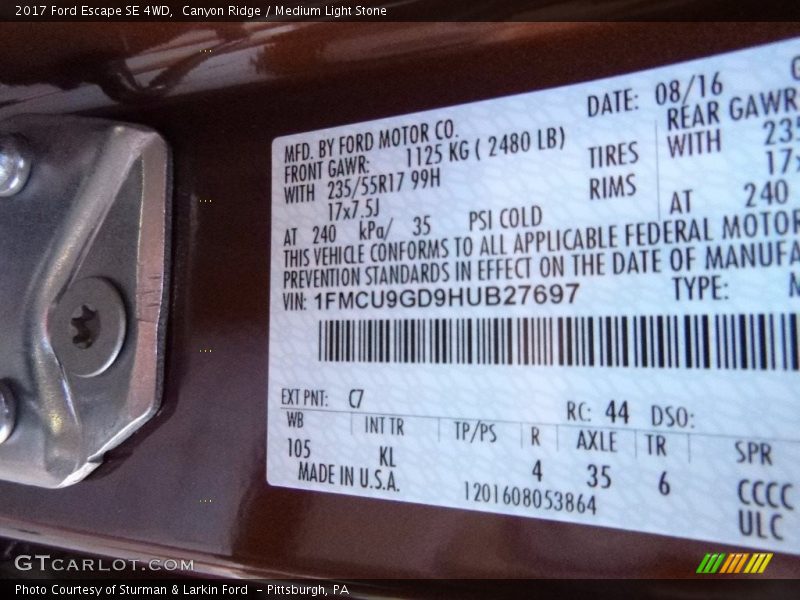 2017 Ford Escape SE 4WD, Canyon Ridge / Medium Light Stone
DATE: 08/16
MFD. BY FORD MOTOR CO.
FRONT GAWR: 1125 KG ( 2480 LB) REAR GAWR
WITH 235/55R17 99H TIRES WITH 235
17x7.5J RIMS 17x
AT 240 kPa/ 35 PSI COLD AT 240
THIS VEHICLE CONFORMS TO ALL APPLICABLE FEDERAL MOTOR
PREVENTION STANDARDS IN EFFECT ON THE DATE OF MANUFA
VIN: 1FMCU9GD9HUB27697 TYPE:
EXT PNT: C7 RC: 44 DSO:
WB INT TR TP/PS R AXLE TR SPR
105 KL 4 35 6 CCCC
MADE IN U.S.A. 1201608053864 ULC
GTCARLOT.COM
Photo Courtesy of Sturman & Larkin Ford - Pittsburgh, PA